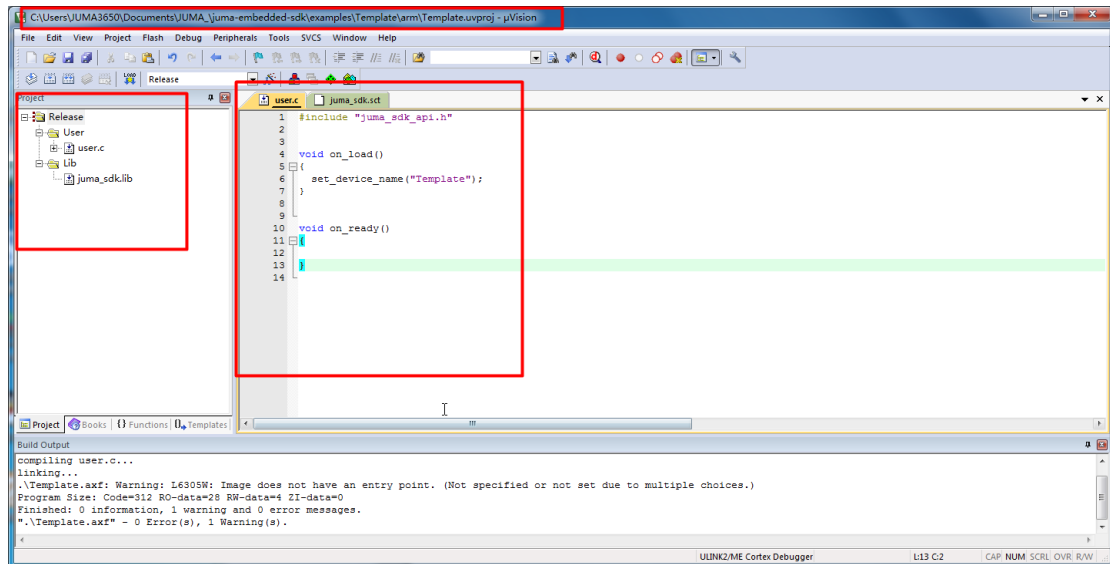 C:\Users\JUMA3650\Documents\JUMA_\juma-embedded-sdk\examples\Template\arm\Template.uvproj - µVision
File Edit View Project Flash Debug Peripherals Tools SVCS Window Help
LOAD Release
Project
user.c juma_sdk.sct
Release
User
user.c
Lib
juma_sdk.lib
1 #include "juma_sdk_api.h"
2
3
4 void on_load()
5 {
6 set_device_name("Template");
7 }
8
9
10 void on_ready()
11 {
12
13 }
14
Project Books {} Functions 0 Templates
Build Output
compiling user.c...
linking...
.\Template.axf: Warning: L6305W: Image does not have an entry point. (Not specified or not set due to multiple choices.)
Program Size: Code=312 RO-data=28 RW-data=4 ZI-data=0
Finished: 0 information, 1 warning and 0 error messages.
".\Template.axf" - 0 Error(s), 1 Warning(s).
ULINK2/ME Cortex Debugger L:13 C:2 CAP NUM SCRL OVR R/W